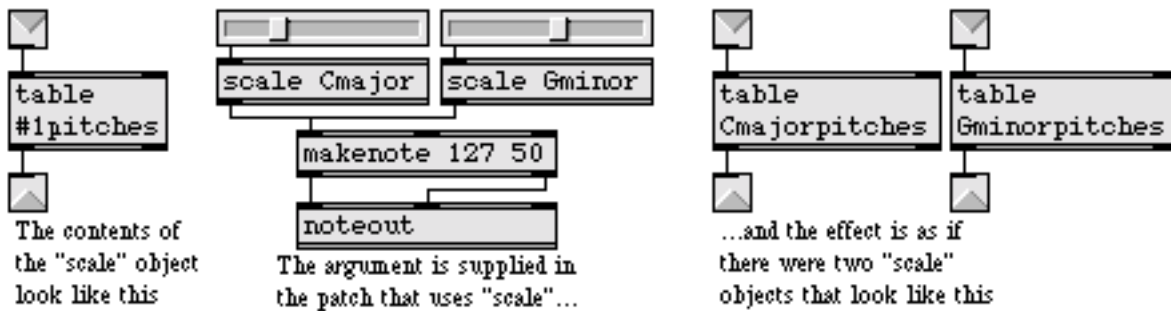 table
#1pitches
The contents of
the "scale" object
look like this
scale Cmajor
scale Gminor
makenote 127 50
noteout
The argument is supplied in
the patch that uses "scale"...
table
Cmajorpitches
table
Gminorpitches
...and the effect is as if
there were two "scale"
objects that look like this